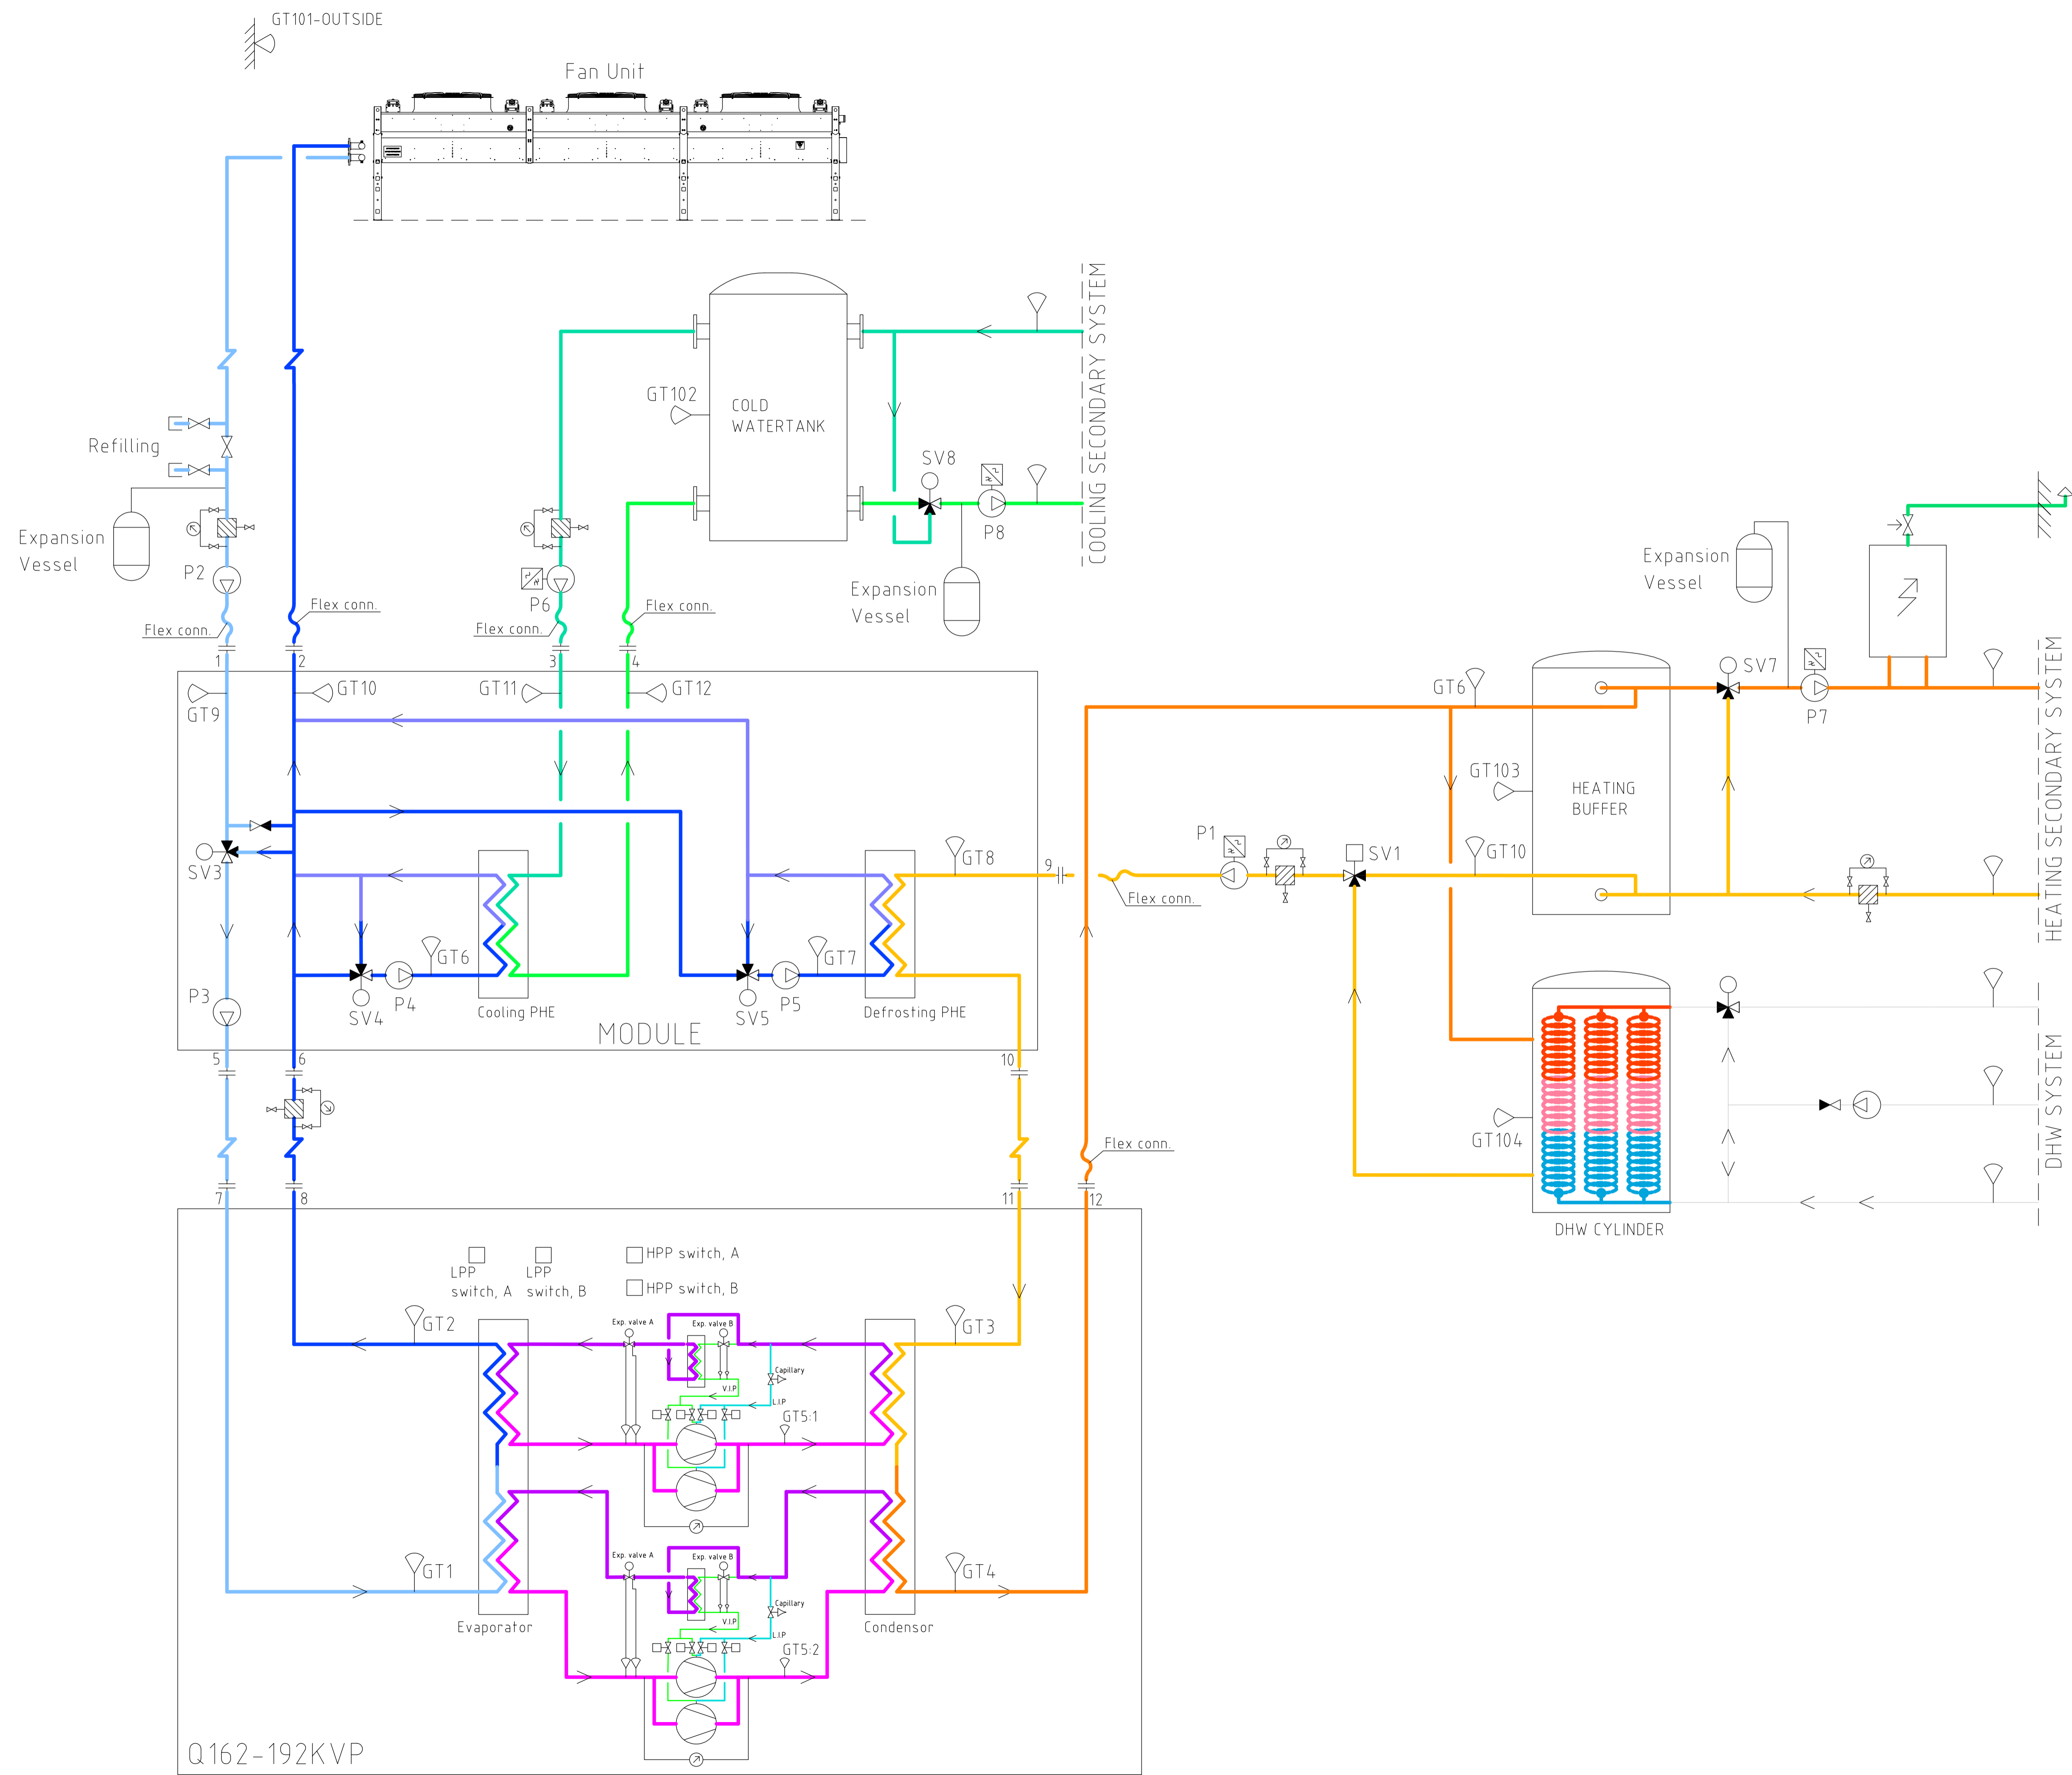 GT101-OUTSIDE
Fan Unit
COOLING SECONDARY SYSTEM
GT102
COLD
WATERTANK
Refilling
SV8
P8
Expansion
Vessel
P2
P6
Expansion
Vessel
Expansion
Vessel
Flex conn.
Flex conn.
Flex conn.
Flex conn.
1
2
3
4
GT9
GT10
GT11
GT12
GT6
SV7
P7
HEATING SECONDARY SYSTEM
GT103
HEATING
BUFFER
P1
SV1
GT10
SV3
GT8
9
Flex conn.
GT6
GT7
P3
P4
P5
SV4
SV5
Cooling PHE
Defrosting PHE
MODULE
5
6
10
GT104
DHW SYSTEM
Flex conn.
7
8
11
12
DHW CYLINDER
LPP
switch, A
LPP
switch, B
HPP switch, A
HPP switch, B
GT2
GT3
Exp. valve A
Exp. valve B
Capillary
V.I.P
L.I.P
GT5:1
Exp. valve A
Exp. valve B
GT1
GT4
Capillary
V.I.P
L.I.P
GT5:2
Evaporator
Condensor
Q162-192KVP